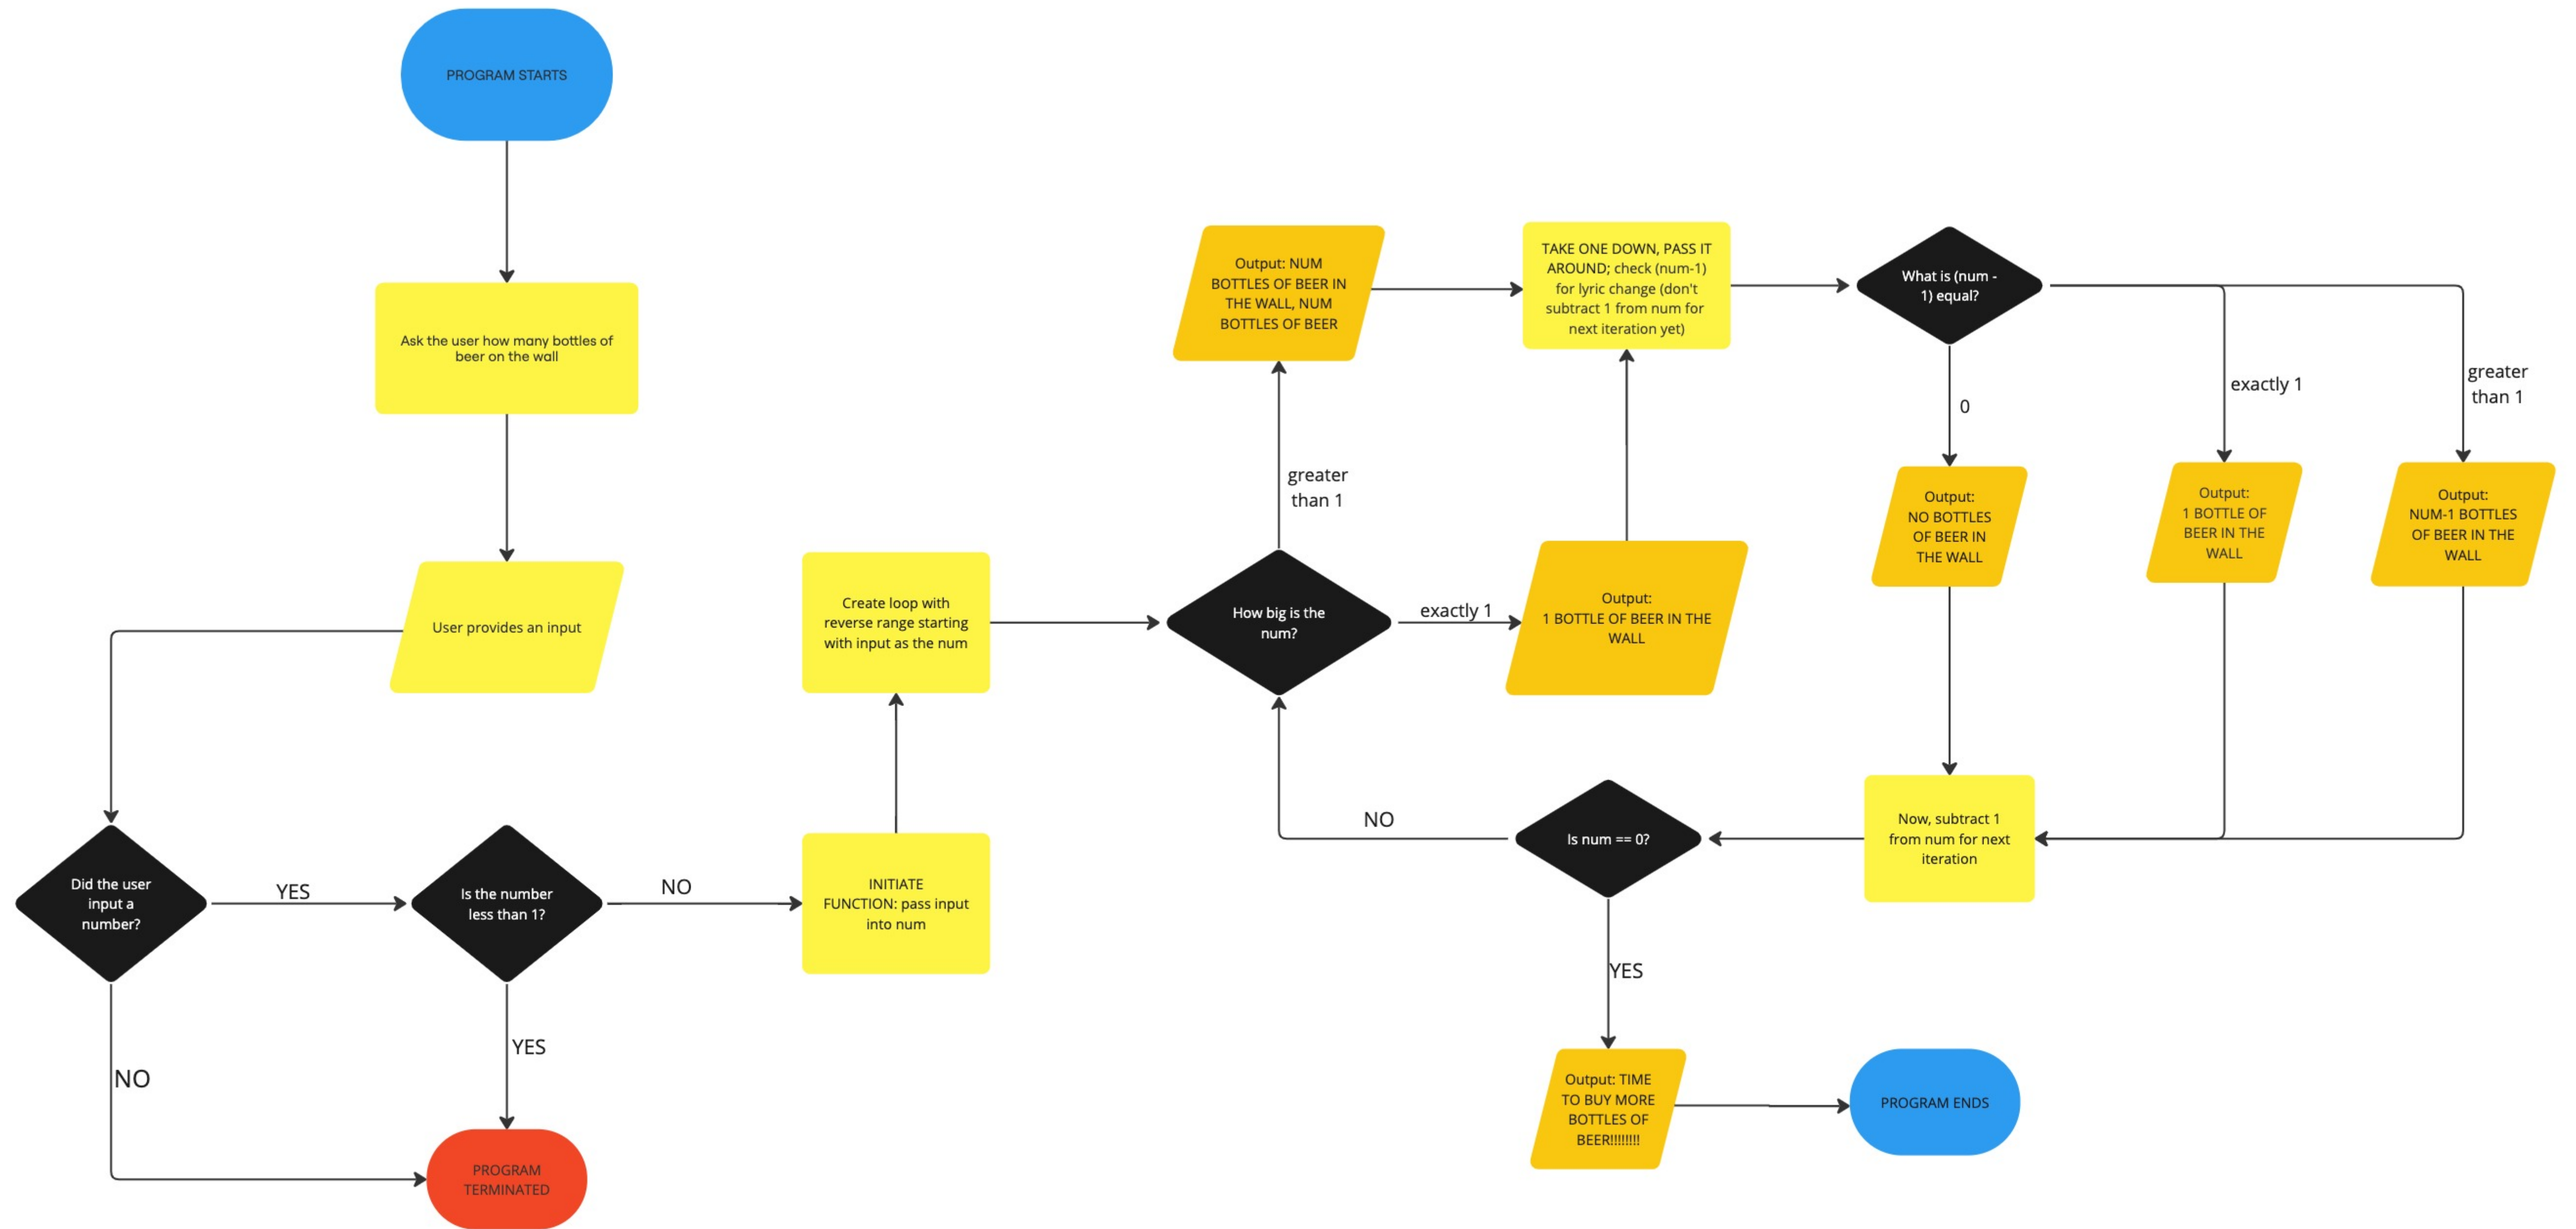 PROGRAM STARTS
Ask the user how many bottles of
beer on the wall
User provides an input
Did the user
input a
number?
YES
NO
Is the number
less than 1?
YES
NO
PROGRAM
TERMINATED
INITIATE
FUNCTION: pass input
into num
Create loop with
reverse range starting
with input as the num
How big is the
num?
greater
than 1
exactly 1
Output: NUM
BOTTLES OF BEER IN
THE WALL, NUM
BOTTLES OF BEER
Output:
1 BOTTLE OF BEER IN THE
WALL
TAKE ONE DOWN, PASS IT
AROUND; check (num-1)
for lyric change (don't
subtract 1 from num for
next iteration yet)
What is (num -
1) equal?
0
exactly 1
greater
than 1
Output:
NO BOTTLES
OF BEER IN
THE WALL
Output:
1 BOTTLE OF
BEER IN THE
WALL
Output:
NUM-1 BOTTLES
OF BEER IN THE
WALL
Now, subtract 1
from num for next
iteration
Is num == 0?
NO
YES
Output: TIME
TO BUY MORE
BOTTLES OF
BEER!!!!!!!!
PROGRAM ENDS